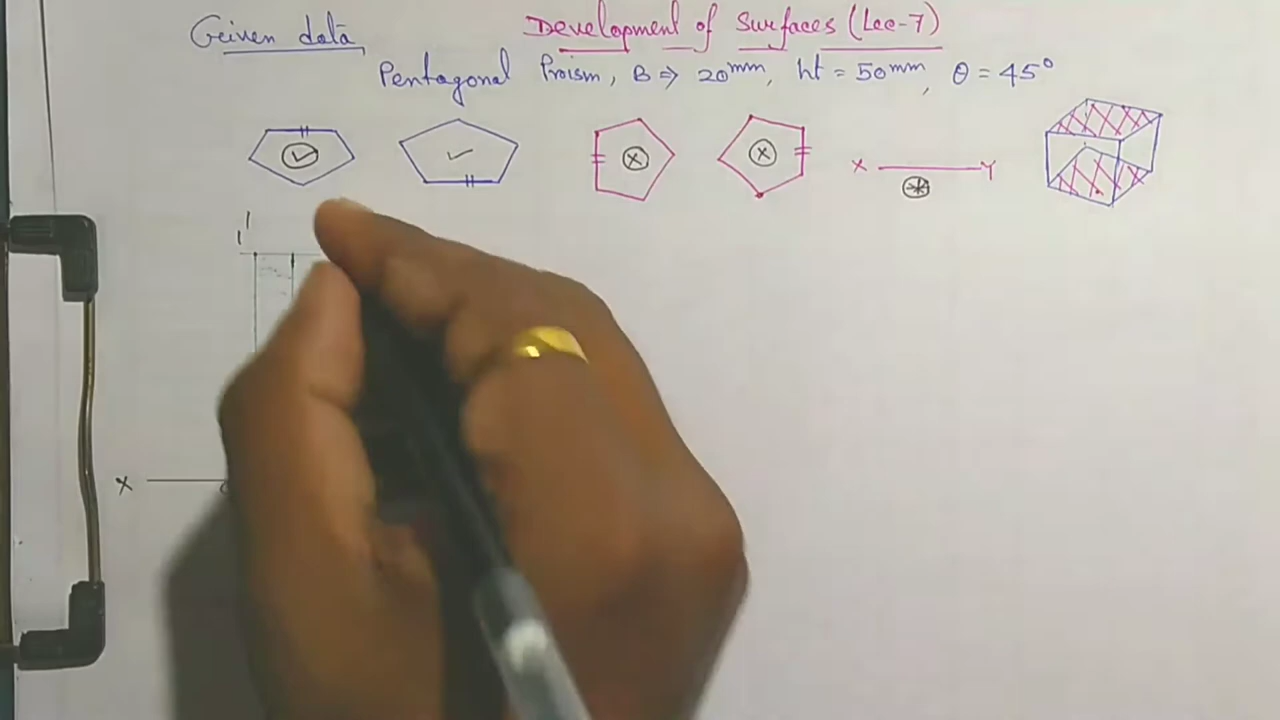 Given data
Development of Surfaces (Lec-7)
Pentagonal Prism, B ⇒ 20mm, ht = 50mm, θ = 45°
X Y
1'
X